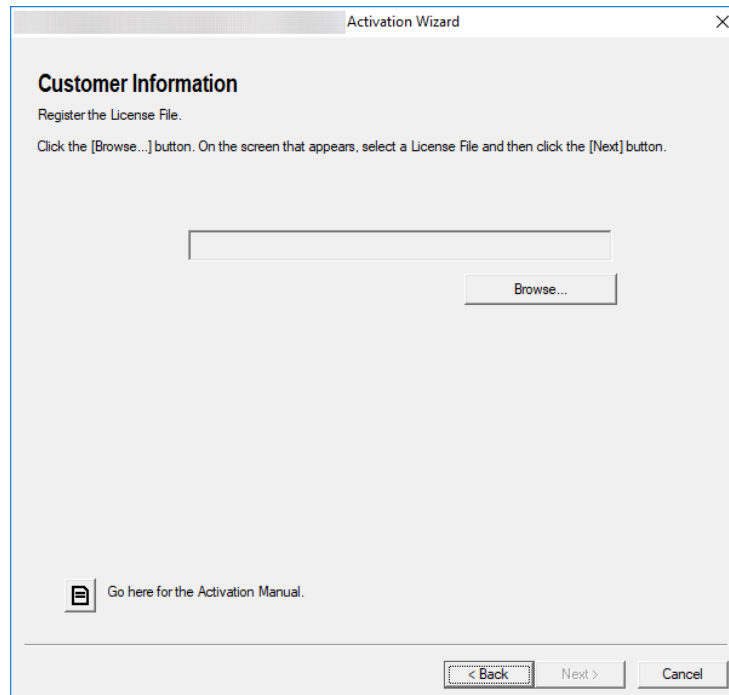 Activation Wizard
Customer Information
Register the License File.
Click the [Browse...] button. On the screen that appears, select a License File and then click the [Next] button.
Browse...
Go here for the Activation Manual.
< Back
Next >
Cancel